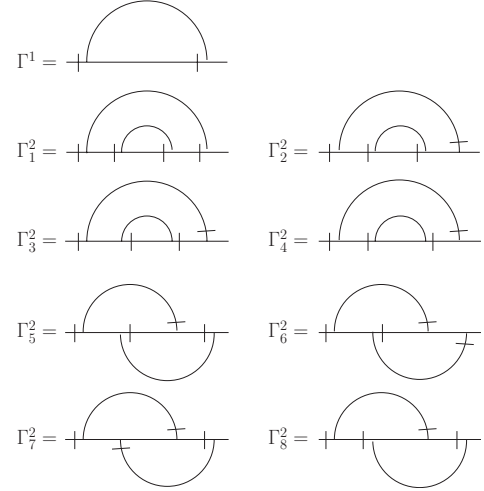 Γ¹ =
Γ²₁ = Γ²₂ =
Γ²₃ = Γ²₄ =
Γ²₅ = Γ²₆ =
Γ²₇ = Γ²₈ =